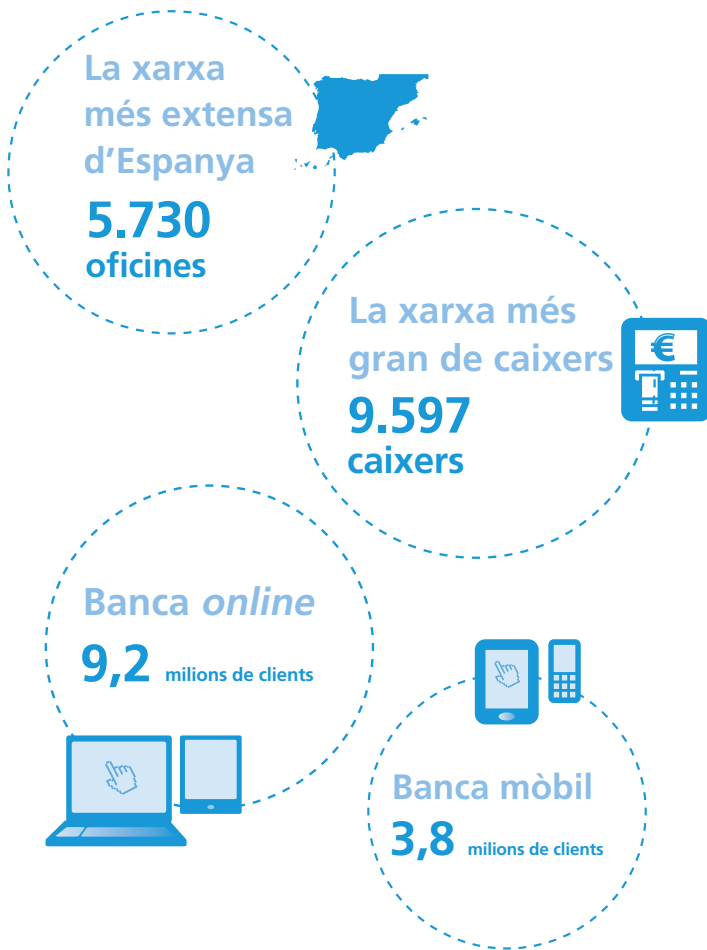 La xarxa
més extensa
d'Espanya
5.730
oficines
La xarxa més
gran de caixers
€
9.597
caixers
Banca online
9,2 milions de clients
Banca mòbil
3,8 milions de clients